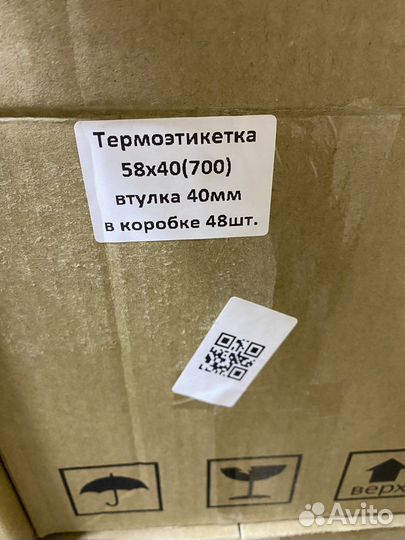 Термоэтикетка
58х40(700)
втулка 40мм
в коробке 48шт.
верх
Avito